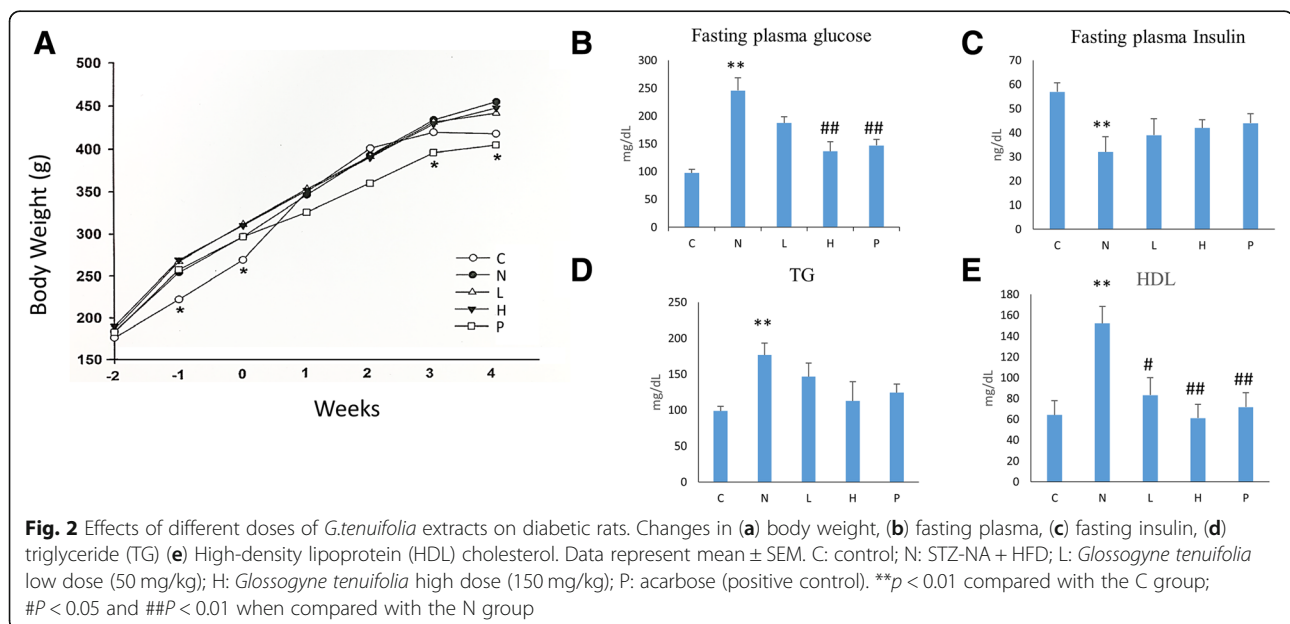 A
Body Weight (g)
500
450
400
350
300
250
200
150
-2 -1 0 1 2 3 4
Weeks
*
*
*
*
C
N
L
H
P
B
Fasting plasma glucose
mg/dL
300
250
200
150
100
50
0
**
##
##
C N L H P
C
Fasting plasma Insulin
ng/dL
70
60
50
40
30
20
10
0
**
C N L H P
D
TG
mg/dL
250
200
150
100
50
0
**
C N L H P
E
HDL
mg/dL
180
160
140
120
100
80
60
40
20
0
**
#
##
##
C N L H P
Fig. 2 Effects of different doses of G.tenuifolia extracts on diabetic rats. Changes in (a) body weight, (b) fasting plasma, (c) fasting insulin, (d)
triglyceride (TG) (e) High-density lipoprotein (HDL) cholesterol. Data represent mean ± SEM. C: control; N: STZ-NA + HFD; L: Glossogyne tenuifolia
low dose (50 mg/kg); H: Glossogyne tenuifolia high dose (150 mg/kg); P: acarbose (positive control). **p < 0.01 compared with the C group;
#P < 0.05 and ##P < 0.01 when compared with the N group